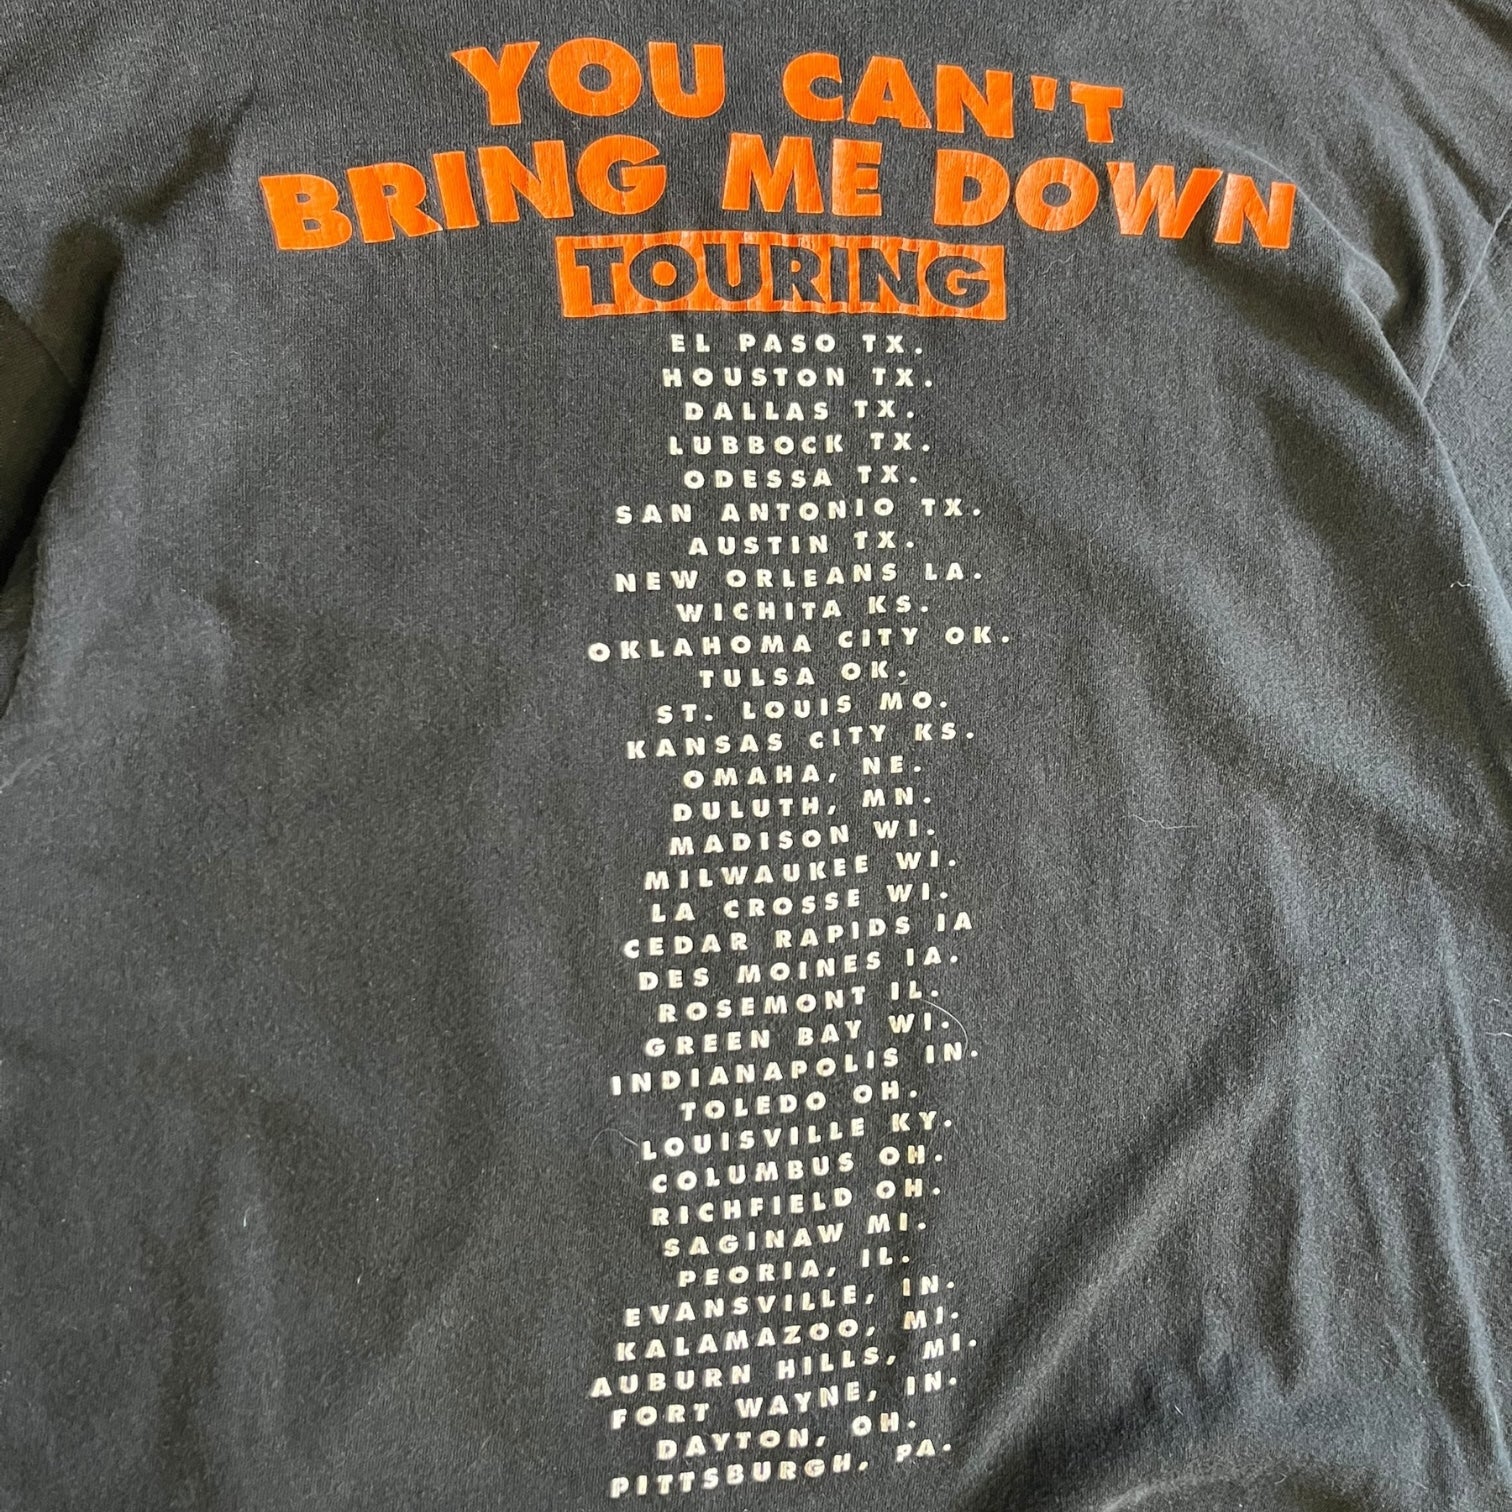 YOU CAN'T
BRING ME DOWN
TOURING
EL PASO TX.
HOUSTON TX.
DALLAS TX.
LUBBOCK TX.
ODESSA TX.
SAN ANTONIO TX.
AUSTIN TX.
NEW ORLEANS LA.
WICHITA KS.
OKLAHOMA CITY OK.
TULSA OK.
ST. LOUIS MO.
KANSAS CITY KS.
OMAHA, NE.
DULUTH, MN.
MADISON WI.
MILWAUKEE WI.
LA CROSSE WI.
CEDAR RAPIDS IA
DES MOINES IA.
ROSEMONT IL.
GREEN BAY WI.
INDIANAPOLIS IN.
TOLEDO OH.
LOUISVILLE KY.
COLUMBUS OH.
RICHFIELD OH.
SAGINAW MI.
PEORIA, IL.
EVANSVILLE, IN.
KALAMAZOO, MI.
AUBURN HILLS, MI.
FORT WAYNE, IN.
DAYTON, OH.
PITTSBURGH, PA.